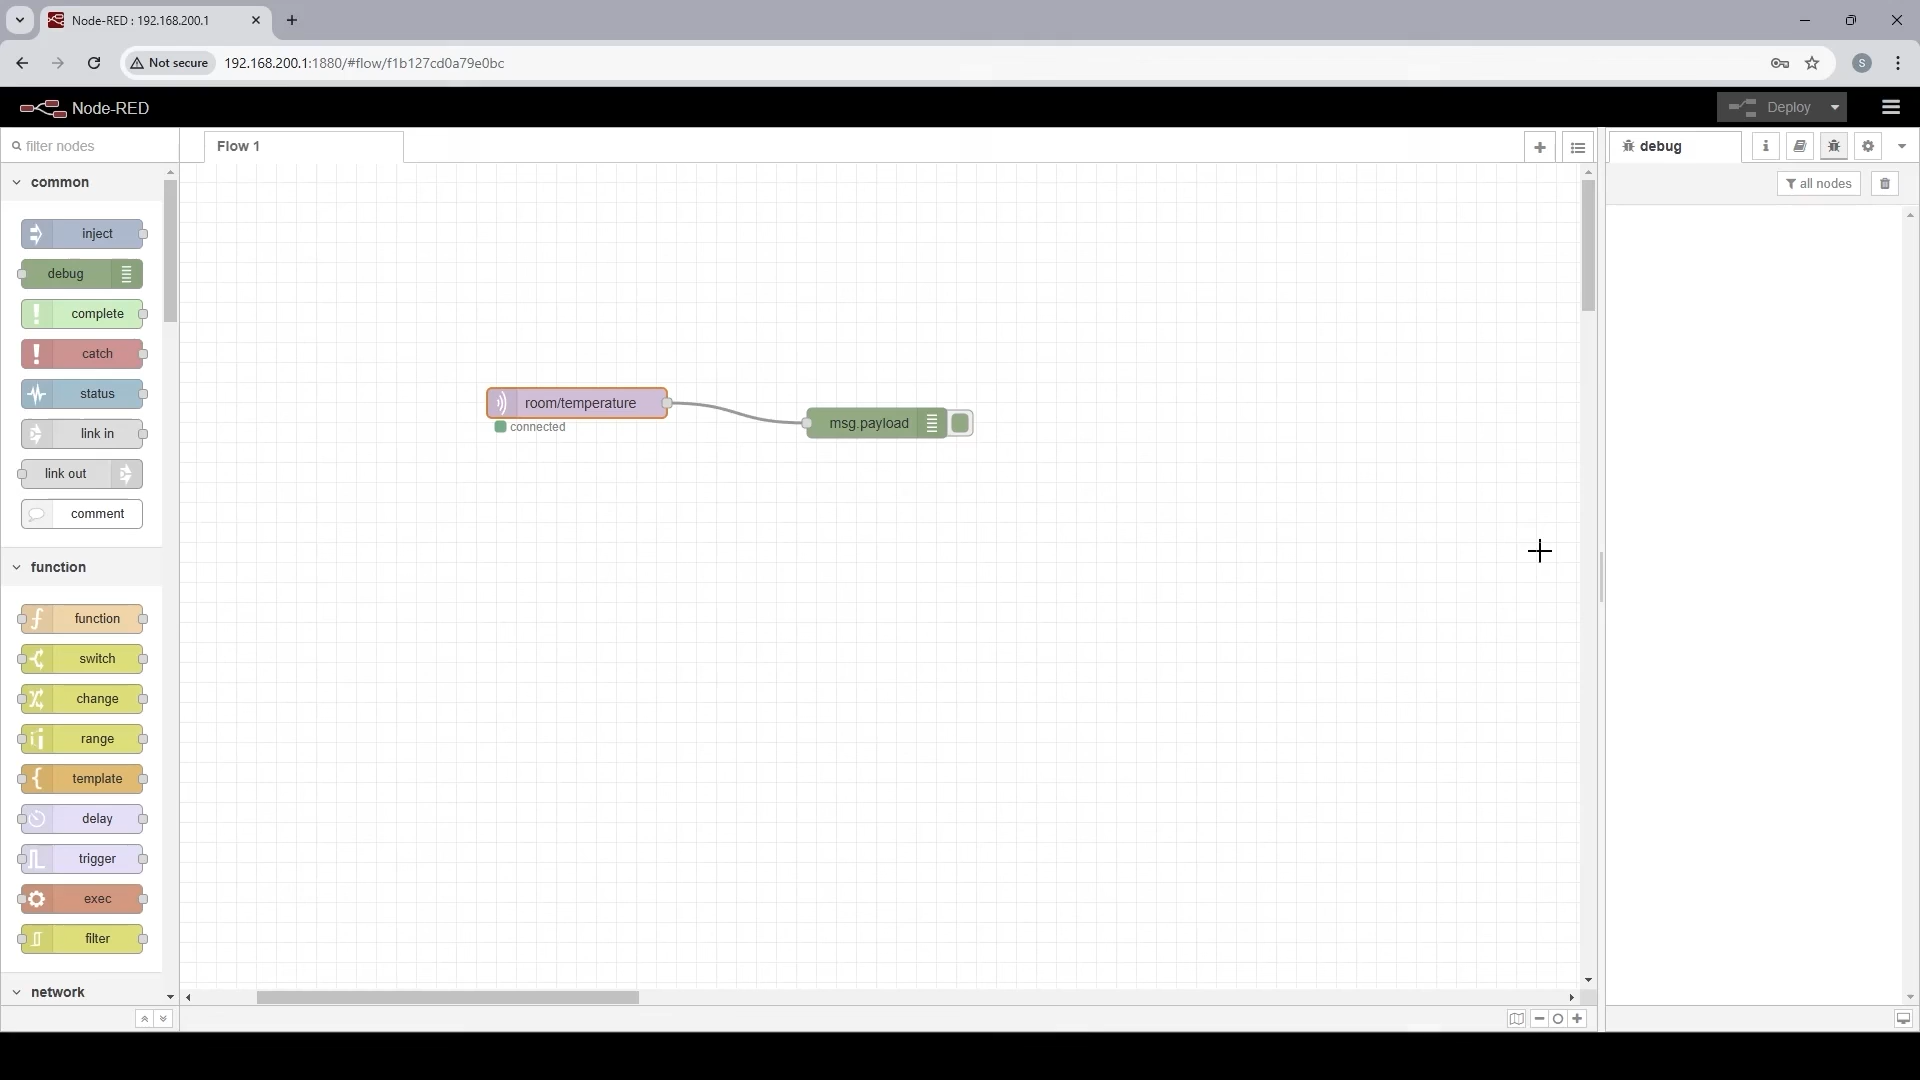 Node-RED : 192.168.200.1
Not secure
192.168.200.1:1880/#flow/f1b127cd0a79e0bc
S
Node-RED
Deploy
filter nodes
Flow 1
debug
all nodes
common
inject
debug
complete
catch
status
link in
link out
comment
function
function
switch
change
range
template
delay
trigger
exec
filter
network
room/temperature
connected
msg.payload